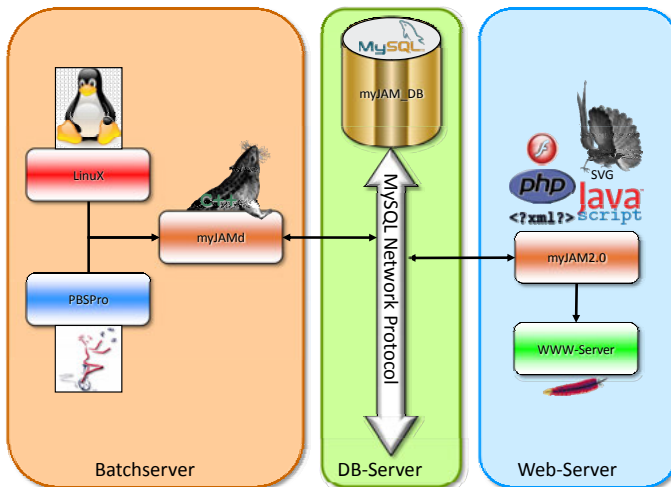 MySQL
myJAM_DB
LinuX
C++
myJAMd
PBSPro
MySQL Network Protocol
SVG
php
Java
<?xml?>
script
myJAM2.0
WWW-Server
Batchserver
DB-Server
Web-Server